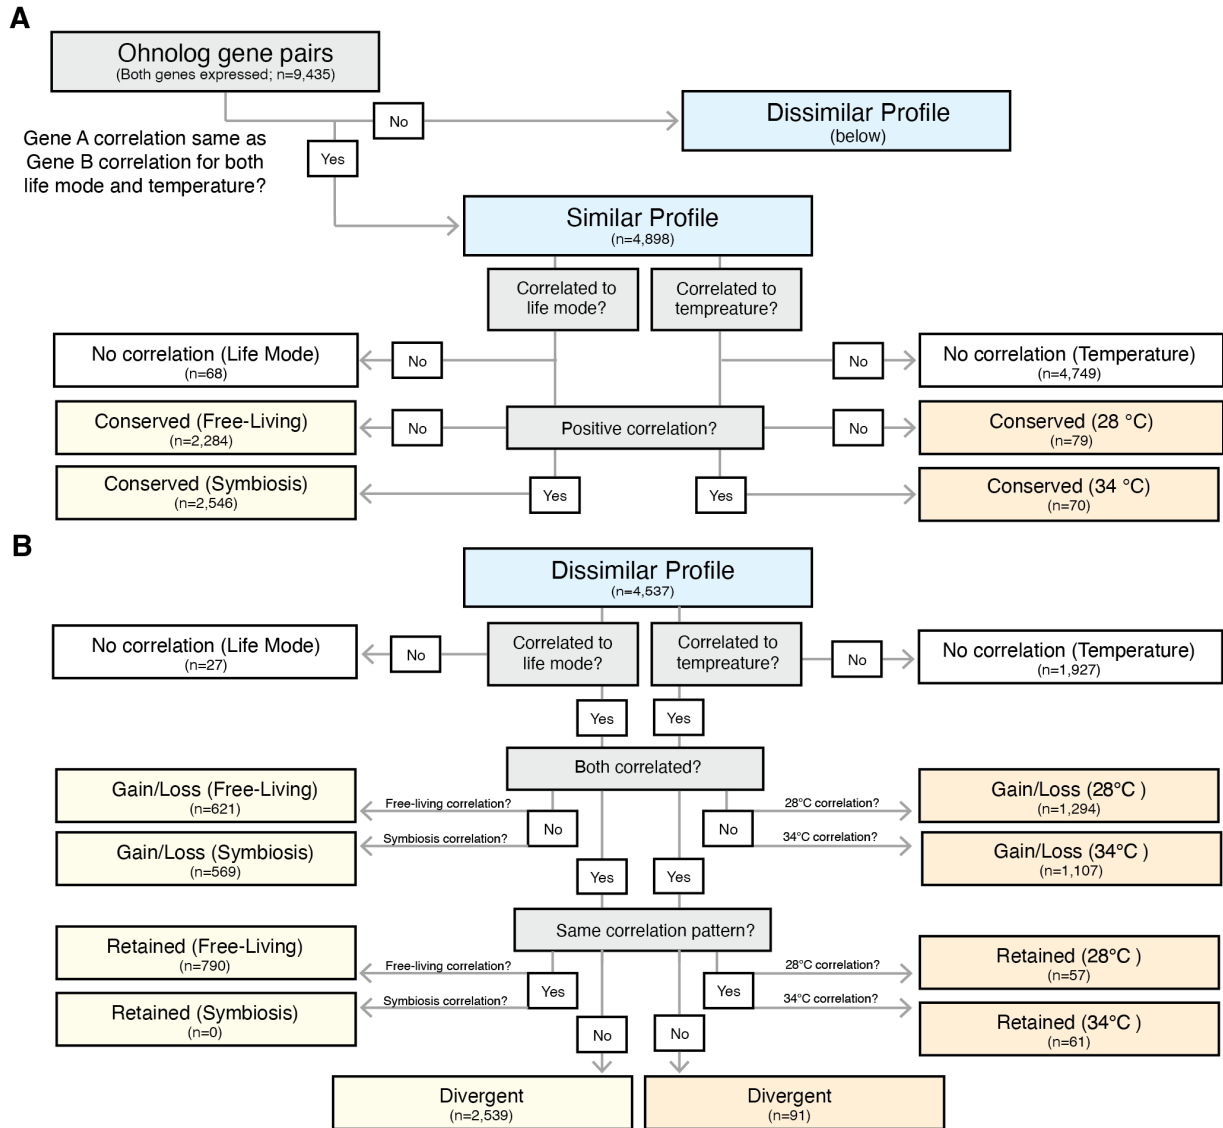 A
Ohnolog gene pairs
(Both genes expressed; n=9,435)
No
Dissimilar Profile
(below)
Gene A correlation same as
Gene B correlation for both
life mode and temperature?
Yes
Similar Profile
(n=4,898)
Correlated to
life mode?
Correlated to
tempreature?
No correlation (Life Mode)
(n=68)
No
No
No correlation (Temperature)
(n=4,749)
Conserved (Free-Living)
(n=2,284)
No
Positive correlation?
No
Conserved (28 °C)
(n=79)
Conserved (Symbiosis)
(n=2,546)
Yes
Yes
Conserved (34 °C)
(n=70)
B
Dissimilar Profile
(n=4,537)
No correlation (Life Mode)
(n=27)
No
Correlated to
life mode?
Correlated to
tempreature?
No
No correlation (Temperature)
(n=1,927)
Yes
Yes
Both correlated?
Gain/Loss (Free-Living)
(n=621)
Free-living correlation?
No
No
28°C correlation?
Gain/Loss (28°C )
(n=1,294)
Gain/Loss (Symbiosis)
(n=569)
Symbiosis correlation?
34°C correlation?
Gain/Loss (34°C )
(n=1,107)
Yes
Yes
Same correlation pattern?
Retained (Free-Living)
(n=790)
Free-living correlation?
Yes
Yes
28°C correlation?
Retained (28°C )
(n=57)
Retained (Symbiosis)
(n=0)
Symbiosis correlation?
34°C correlation?
Retained (34°C )
(n=61)
No
No
Divergent
(n=2,539)
Divergent
(n=91)